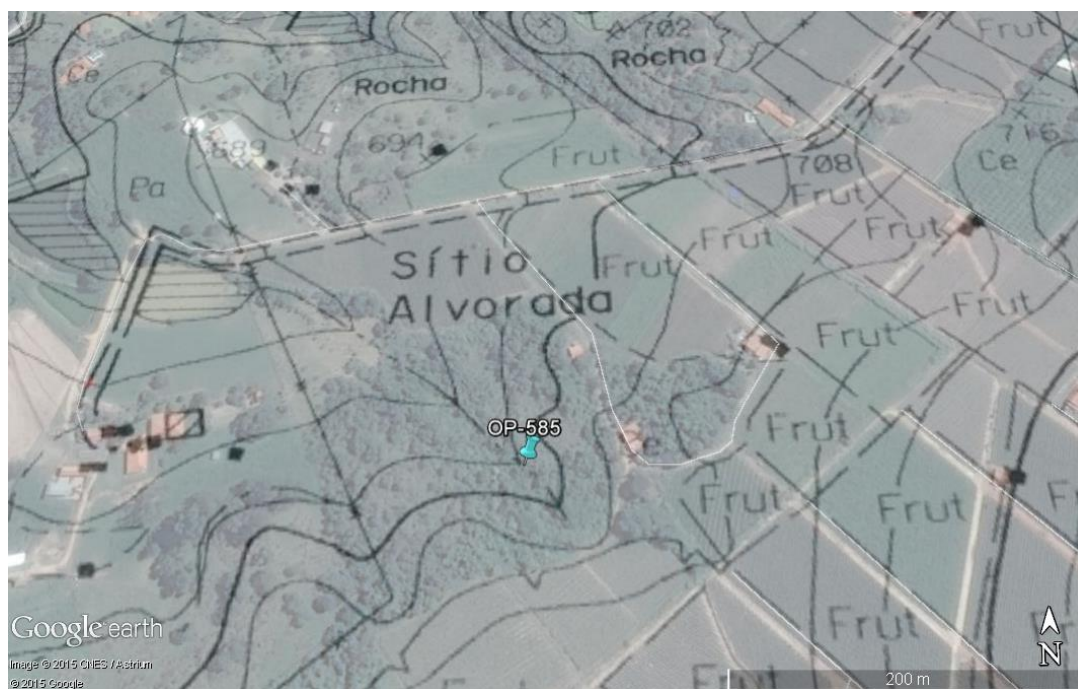 Frut
702
Rocha
Rocha
Ce
689
694
Frut
708
716
Ce
Pa
Frut
Frut
Frut
Sítio
Alvorada
Frut
Frut
Frut
OP-585
Frut
Frut
Frut
Frut
Google earth
Image © 2015 CNES / Astrium
© 2015 Google
200 m
N